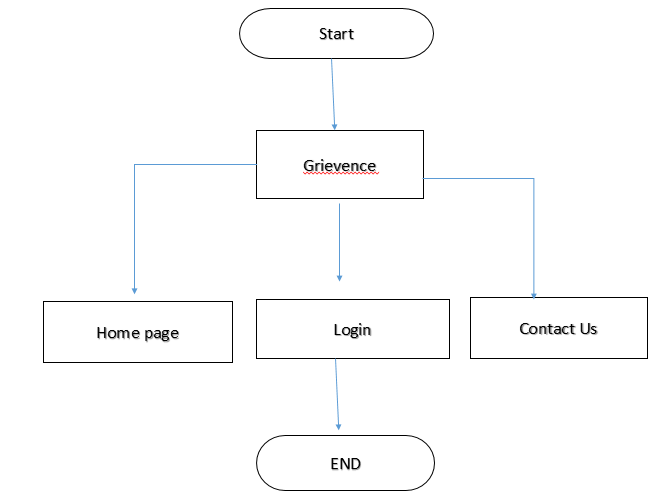 Start
Grievence
Home page
Login
Contact Us
END